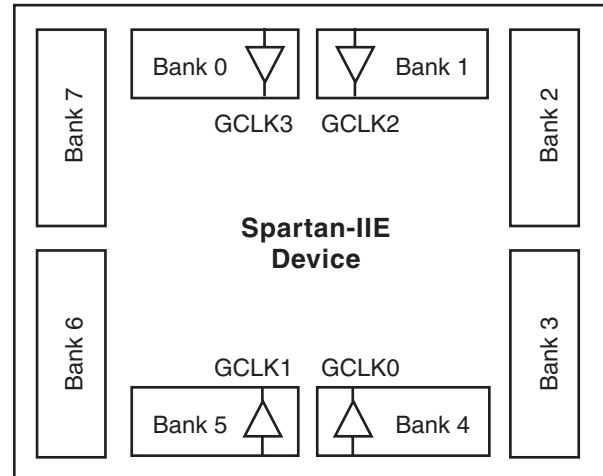 Bank 0
Bank 1
GCLK3
GCLK2
Bank 7
Bank 2
Spartan-IIE
Device
Bank 6
Bank 3
GCLK1
GCLK0
Bank 5
Bank 4